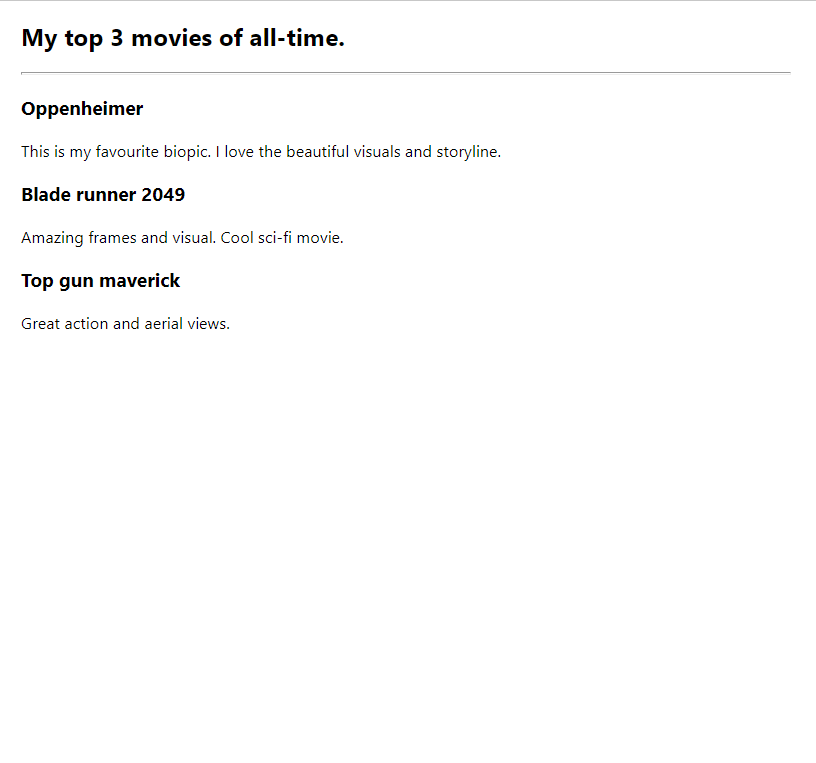 My top 3 movies of all-time.
Oppenheimer
This is my favourite biopic. I love the beautiful visuals and storyline.
Blade runner 2049
Amazing frames and visual. Cool sci-fi movie.
Top gun maverick
Great action and aerial views.